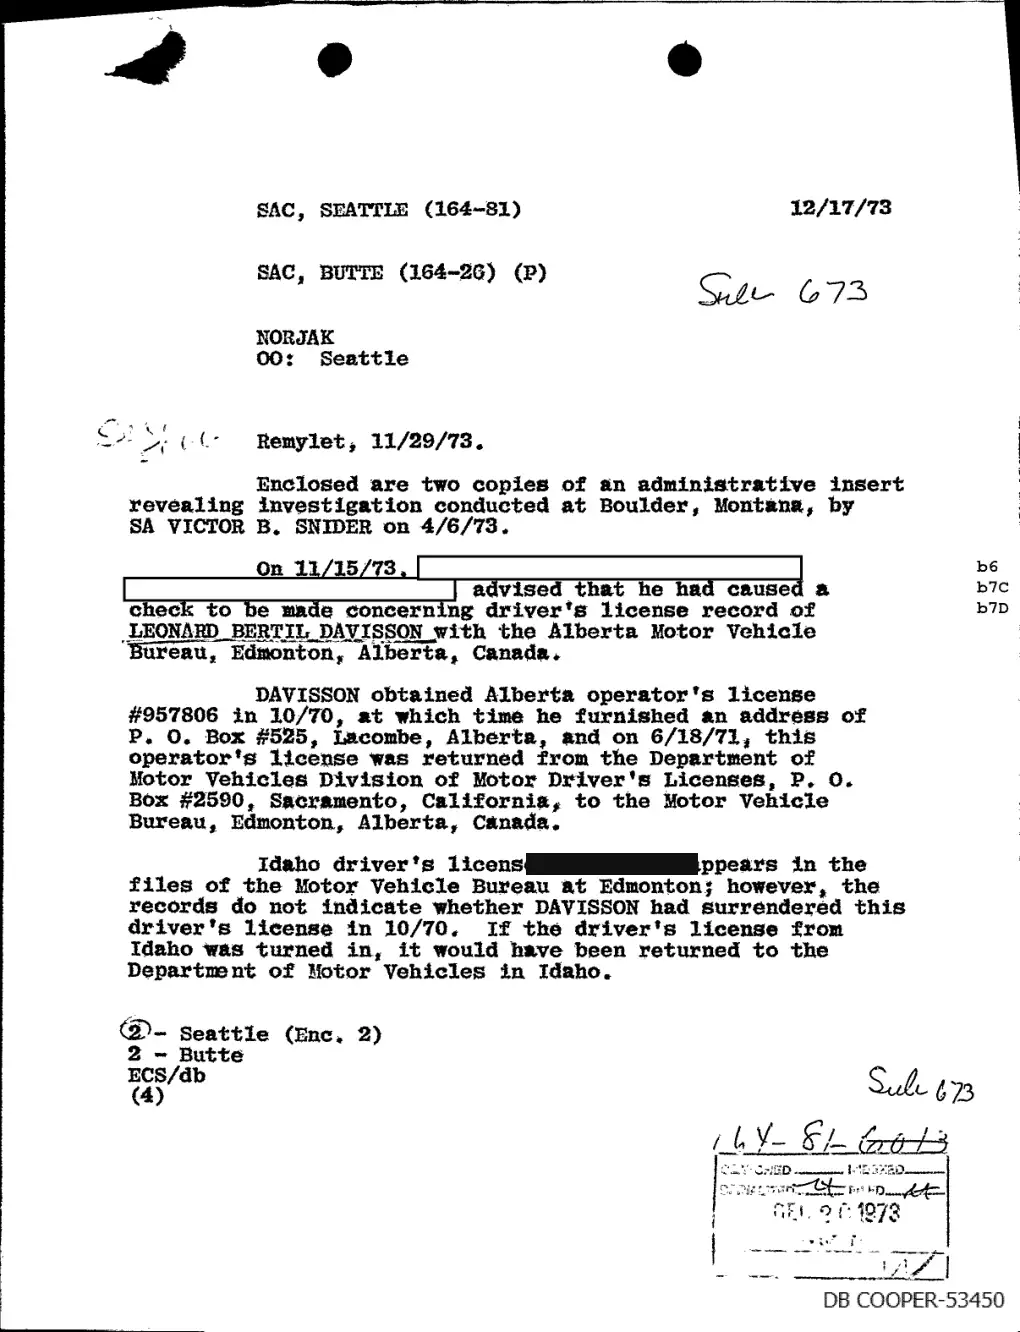 SAC, SEATTLE (164-81) 12/17/73
SAC, BUTTE (164-26) (P)
Sub 673
NORJAK
OO: Seattle
Remylet, 11/29/73.
Enclosed are two copies of an administrative insert
revealing investigation conducted at Boulder, Montana, by
SA VICTOR B. SNIDER on 4/6/73.
On 11/15/73, b6
advised that he had caused a b7C
check to be made concerning driver's license record of b7D
LEONARD BERTIL DAVISSON with the Alberta Motor Vehicle
Bureau, Edmonton, Alberta, Canada.
DAVISSON obtained Alberta operator's license
#957806 in 10/70, at which time he furnished an address of
P. O. Box #525, Lacombe, Alberta, and on 6/18/71, this
operator's license was returned from the Department of
Motor Vehicles Division of Motor Driver's Licenses, P. O.
Box #2590, Sacramento, California, to the Motor Vehicle
Bureau, Edmonton, Alberta, Canada.
Idaho driver's licens ppears in the
files of the Motor Vehicle Bureau at Edmonton; however, the
records do not indicate whether DAVISSON had surrendered this
driver's license in 10/70. If the driver's license from
Idaho was turned in, it would have been returned to the
Department of Motor Vehicles in Idaho.
2 - Seattle (Enc. 2)
2 - Butte
ECS/db
(4)
Sub 673
164-81-6013
INDEXED
FILED
1973
DB COOPER-53450